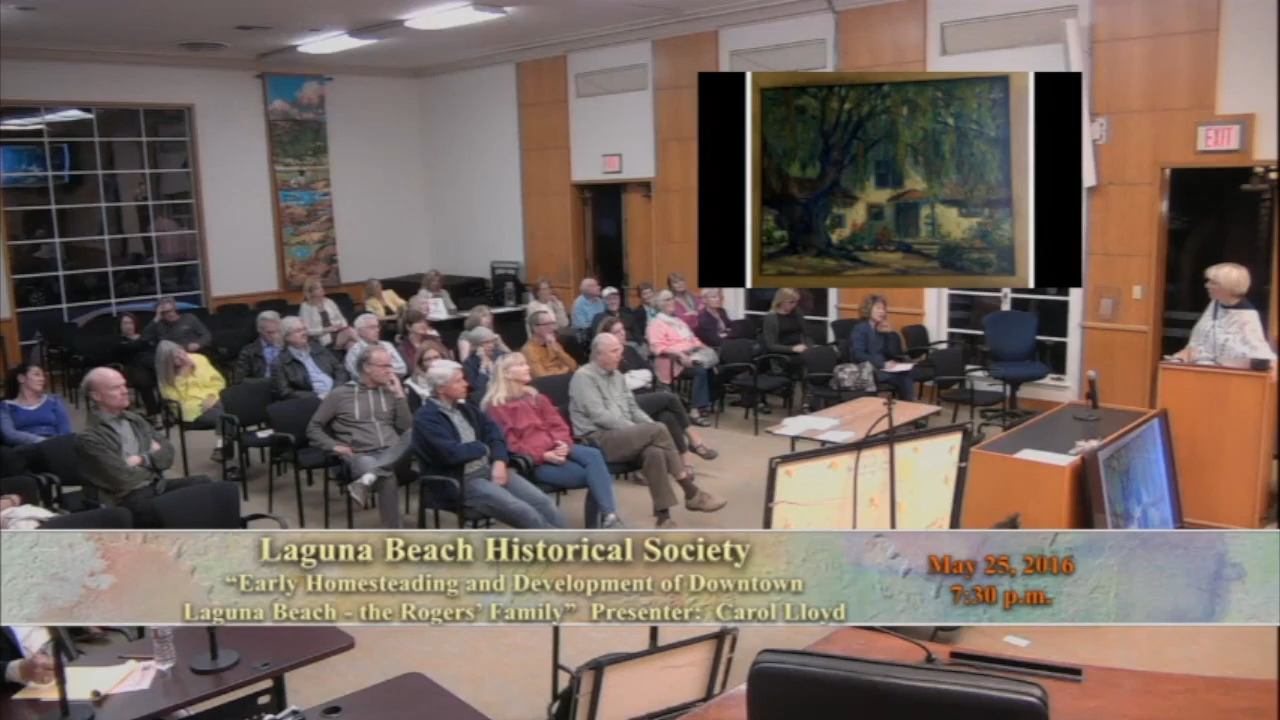 EXIT
Laguna Beach Historical Society
“Early Homesteading and Development of Downtown
Laguna Beach - the Rogers’ Family” Presenter: Carol Lloyd
May 25, 2016
7:30 p.m.